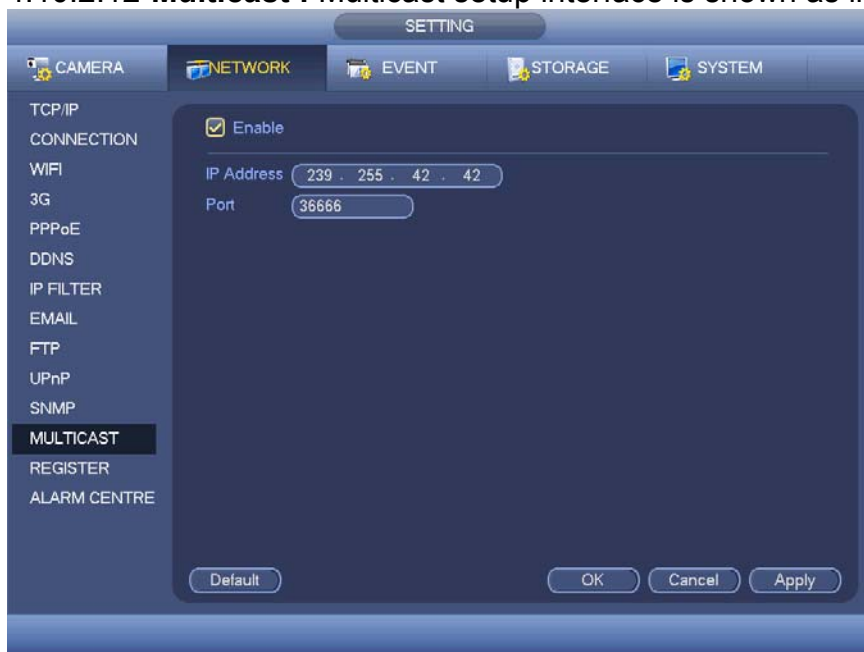 Multicast : Multicast setup interface is shown as
SETTING
CAMERA NETWORK EVENT STORAGE SYSTEM
TCP/IP
CONNECTION
WIFI
3G
PPPoE
DDNS
IP FILTER
EMAIL
FTP
UPnP
SNMP
MULTICAST
REGISTER
ALARM CENTRE
Enable
IP Address 239 . 255 . 42 . 42
Port 36666
Default OK Cancel Apply